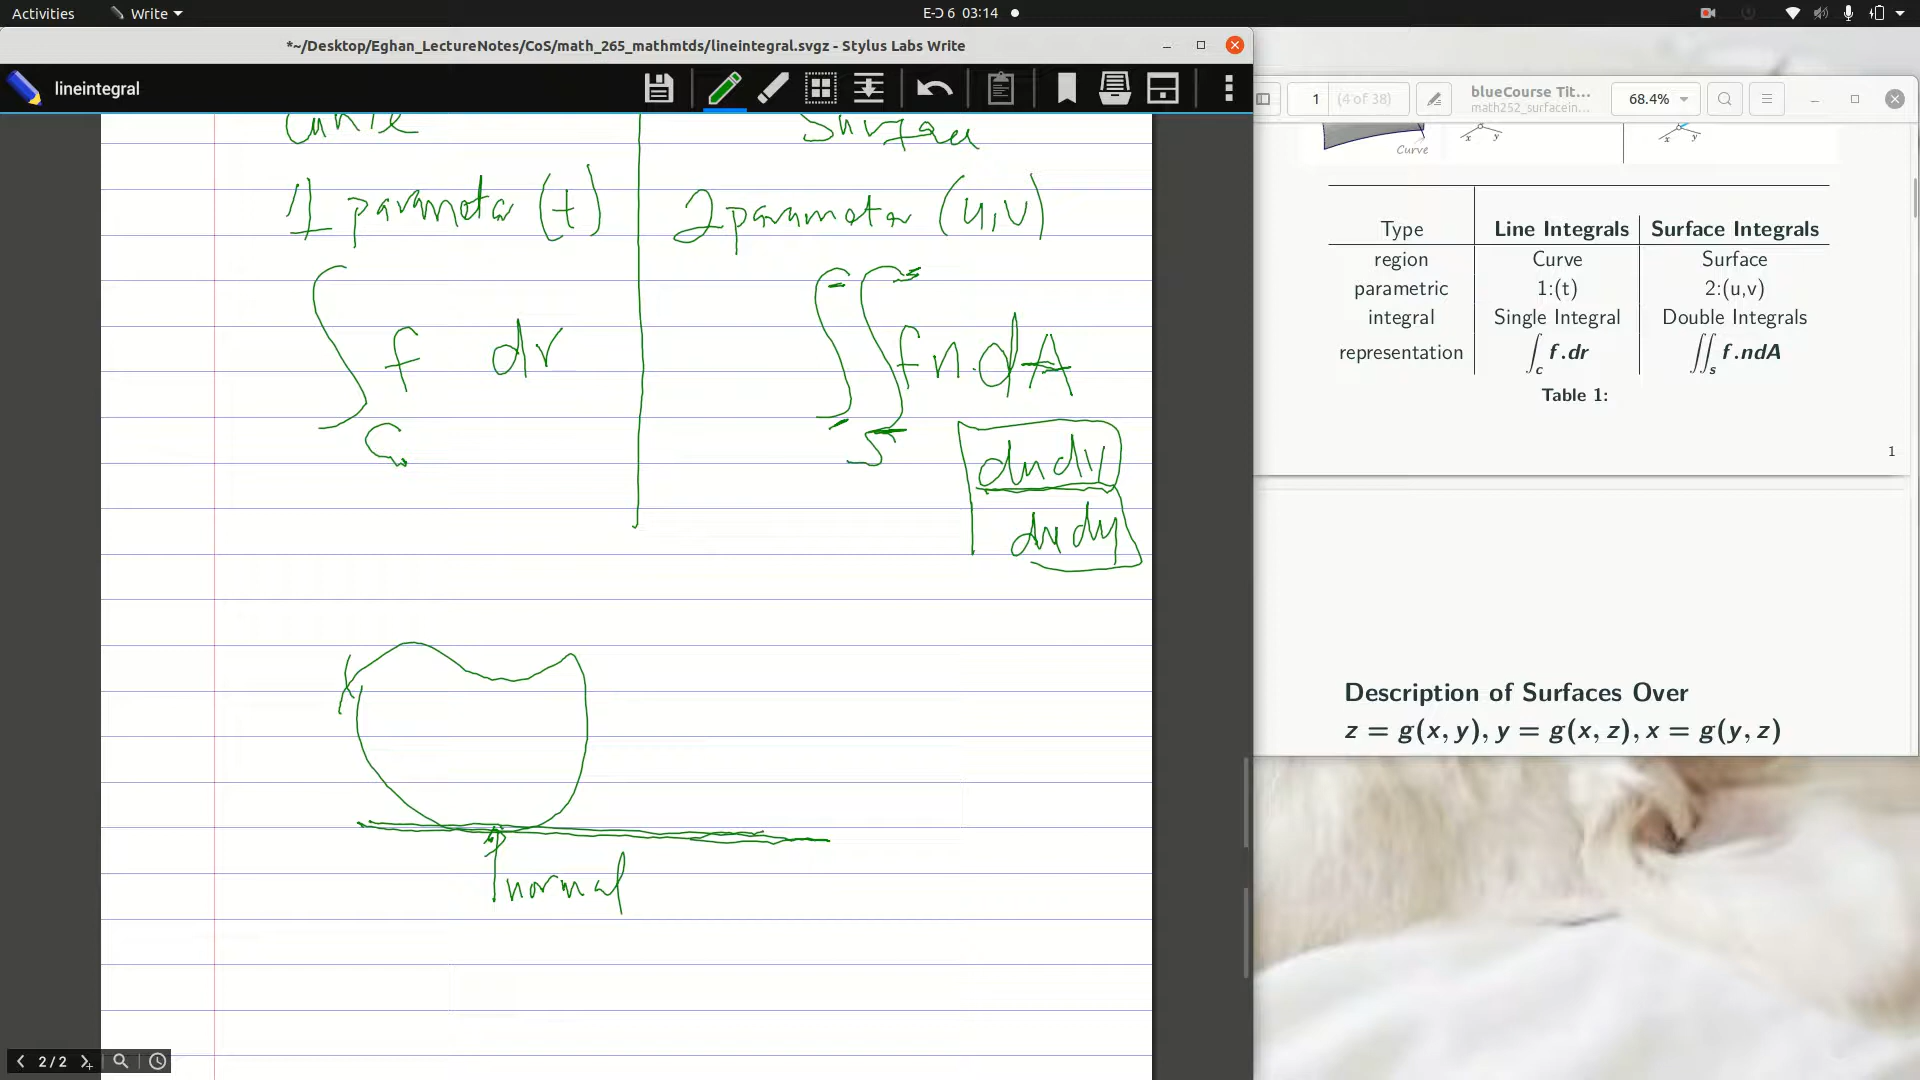 Activities Write E-Ͻ 6 03:14
*~/Desktop/Eghan_LectureNotes/CoS/math_265_mathmtds/lineintegral.svgz - Stylus Labs Write
lineintegral
Surface
1 parameter (t)
2 parameter (u,v)
∫ f dr
C
∫∫ f n.dA
S
du dv
dx dy
normal
2/2
1 (4 of 38)
blueCourse Tit...
math252_surfacein...
68.4%
Curve
x y
x y
Type Line Integrals Surface Integrals
region Curve Surface
parametric 1:(t) 2:(u,v)
integral Single Integral Double Integrals
representation ∫c f.dr ∬s f.ndA
Table 1:
1
Description of Surfaces Over
z = g(x, y), y = g(x, z), x = g(y, z)